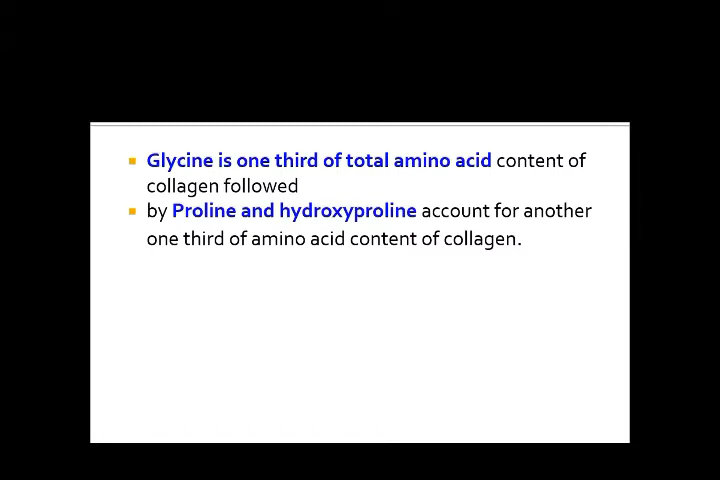 Glycine is one third of total amino acid content of
collagen followed
by Proline and hydroxyproline account for another
one third of amino acid content of collagen.